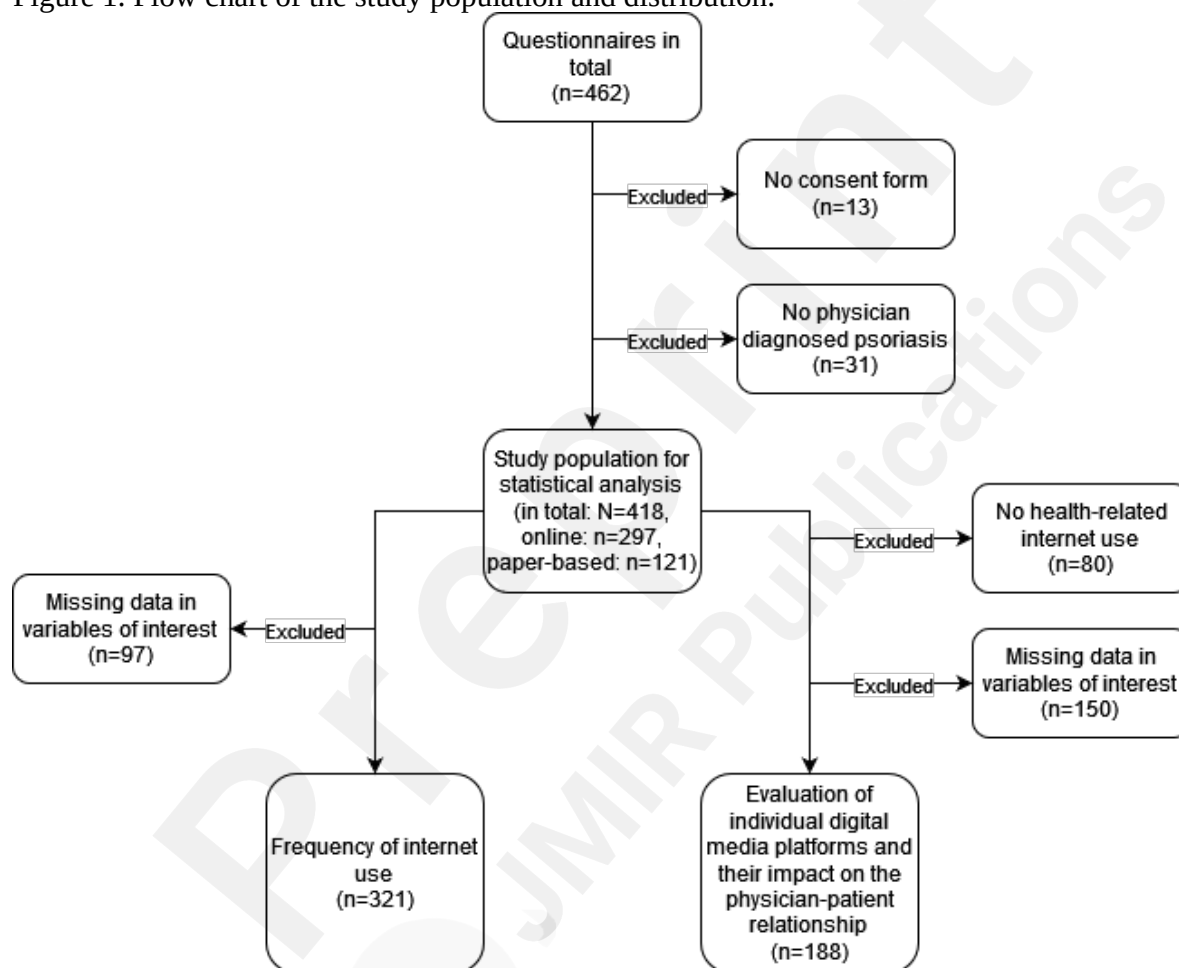 Figure 1. Flow chart of the study population and distribution.
Questionnaires in
total
(n=462)
Excluded
No consent form
(n=13)
Excluded
No physician
diagnosed psoriasis
(n=31)
Study population for
statistical analysis
(in total: N=418,
online: n=297,
paper-based: n=121)
Excluded
No health-related
internet use
(n=80)
Missing data in
variables of interest
(n=97)
Excluded
Excluded
Missing data in
variables of interest
(n=150)
Frequency of internet
use
(n=321)
Evaluation of
individual digital
media platforms and
their impact on the
physician-patient
relationship
(n=188)
Preprint
JMIR Publications